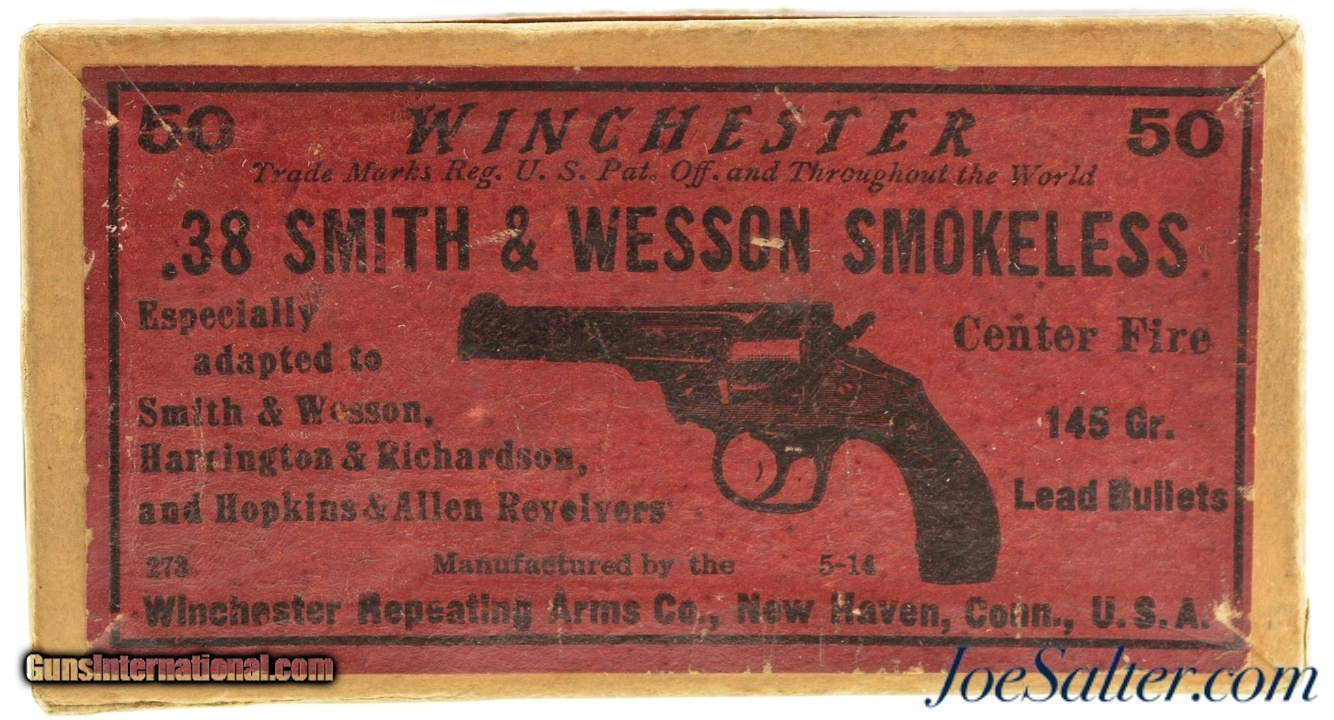 50 WINCHESTER 50
Trade Marks Reg. U. S. Pat. Off. and Throughout the World
.38 SMITH & WESSON SMOKELESS
Especially
adapted to
Smith & Wesson,
Harrington & Richardson,
and Hopkins & Allen Revolvers
Center Fire
145 Gr.
Lead Bullets
273 Manufactured by the 5-14
Winchester Repeating Arms Co., New Haven, Conn., U.S.A.
GunsInternational.com
JoeSalter.com